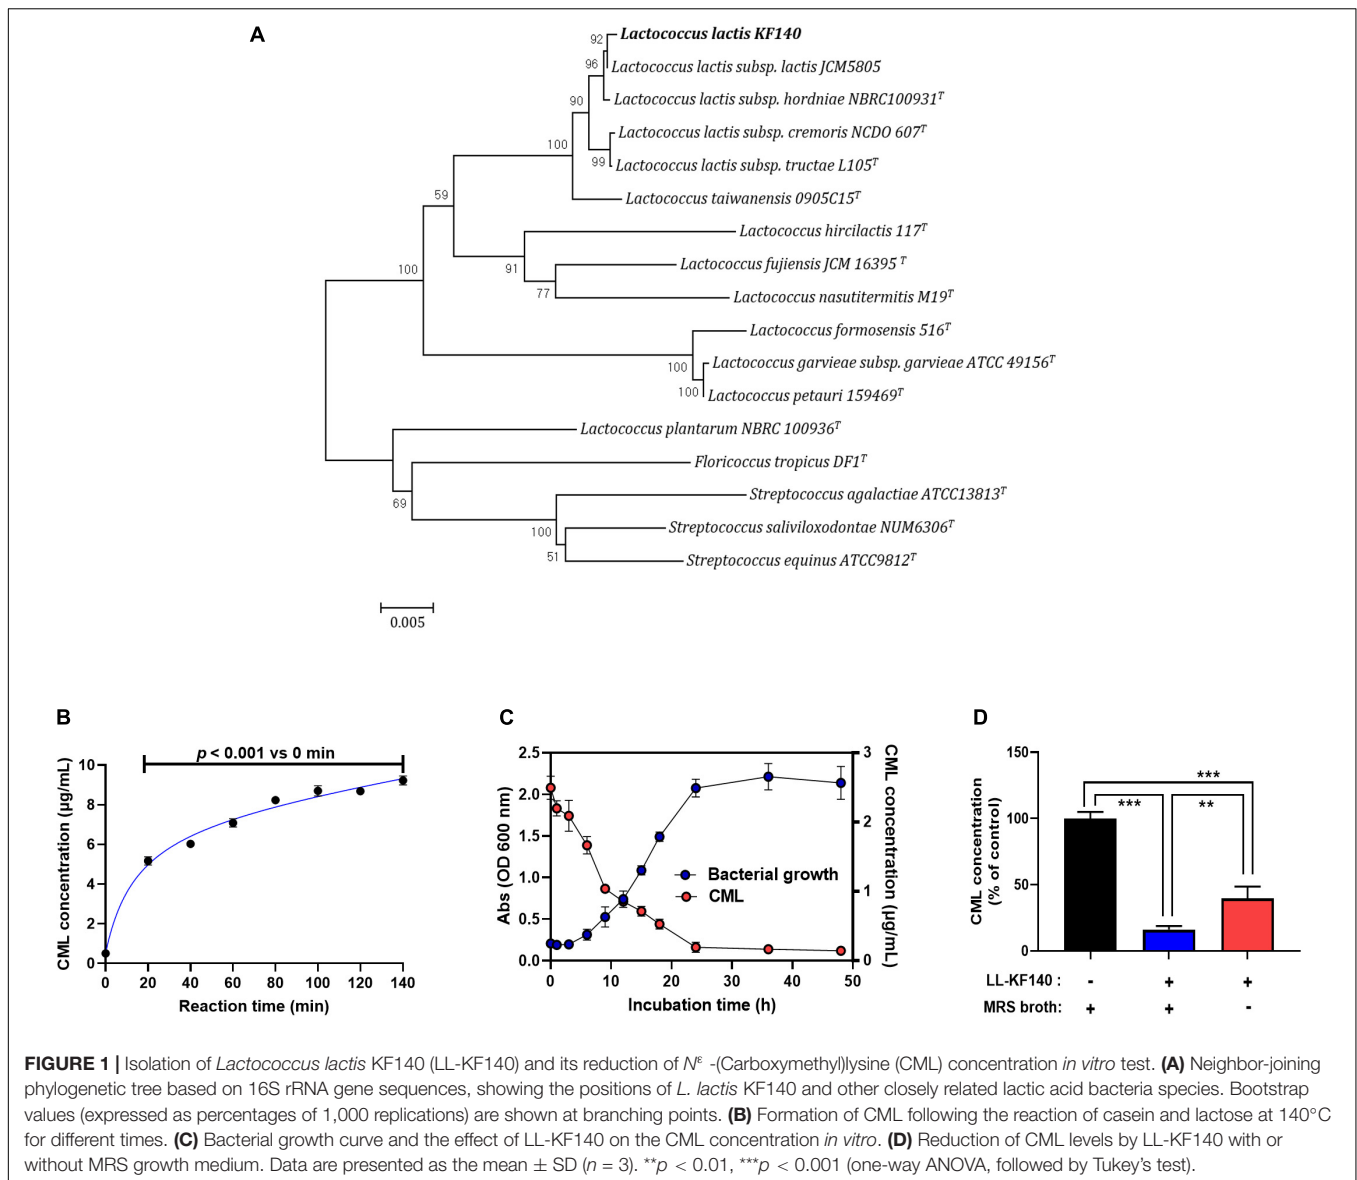 A
92 Lactococcus lactis KF140
96 Lactococcus lactis subsp. lactis JCM5805
90 Lactococcus lactis subsp. hordniae NBRC100931T
100 Lactococcus lactis subsp. cremoris NCDO 607T
99 Lactococcus lactis subsp. tructae L105T
59 Lactococcus taiwanensis 0905C15T
Lactococcus hircilactis 117T
100 91 Lactococcus fujiensis JCM 16395 T
77 Lactococcus nasutitermitis M19T
Lactococcus formosensis 516T
100 Lactococcus garvieae subsp. garvieae ATCC 49156T
100 Lactococcus petauri 159469T
Lactococcus plantarum NBRC 100936T
Floricoccus tropicus DF1T
69 Streptococcus agalactiae ATCC13813T
100 Streptococcus saliviloxodontae NUM6306T
51 Streptococcus equinus ATCC9812T
0.005
B
p < 0.001 vs 0 min
CML concentration (µg/mL)
10
8
6
4
2
0
0 20 40 60 80 100 120 140
Reaction time (min)
C
Abs (OD 600 nm)
2.5
2.0
1.5
1.0
0.5
0.0
Bacterial growth
CML
3
2
1
0
CML concentration (µg/mL)
0 10 20 30 40 50
Incubation time (h)
D
CML concentration
(% of control)
150
100
50
0
***
*** **
LL-KF140 : - + +
MRS broth: + + -
FIGURE 1 | Isolation of Lactococcus lactis KF140 (LL-KF140) and its reduction of Nε -(Carboxymethyl)lysine (CML) concentration in vitro test. (A) Neighbor-joining
phylogenetic tree based on 16S rRNA gene sequences, showing the positions of L. lactis KF140 and other closely related lactic acid bacteria species. Bootstrap
values (expressed as percentages of 1,000 replications) are shown at branching points. (B) Formation of CML following the reaction of casein and lactose at 140°C
for different times. (C) Bacterial growth curve and the effect of LL-KF140 on the CML concentration in vitro. (D) Reduction of CML levels by LL-KF140 with or
without MRS growth medium. Data are presented as the mean ± SD (n = 3). **p < 0.01, ***p < 0.001 (one-way ANOVA, followed by Tukey's test).